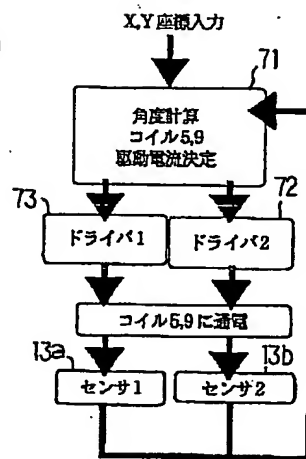 X,Y座標入力
71
角度計算
コイル5,9
駆動電流決定
73
72
ドライバ1
ドライバ2
コイル5,9に通電
13a
13b
センサ1
センサ2